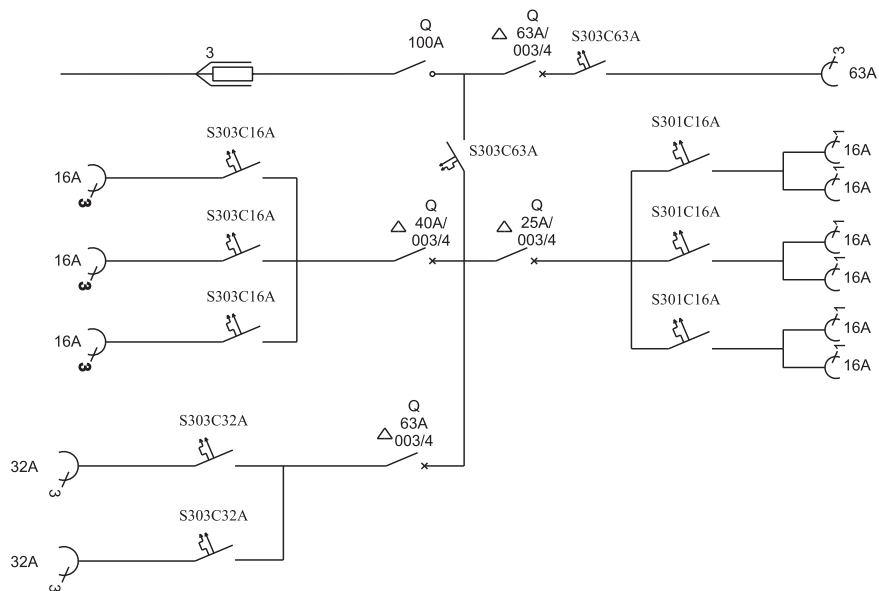 3
Q
100A
Q
63A/
003/4
S303C63A
3
63A
S303C16A
16A
3
S303C63A
S301C16A
1
16A
1
16A
S303C16A
16A
3
Q
40A/
003/4
Q
25A/
003/4
S301C16A
1
16A
1
16A
S303C16A
16A
3
S301C16A
1
16A
1
16A
Q
63A
003/4
S303C32A
32A
3
S303C32A
32A
3